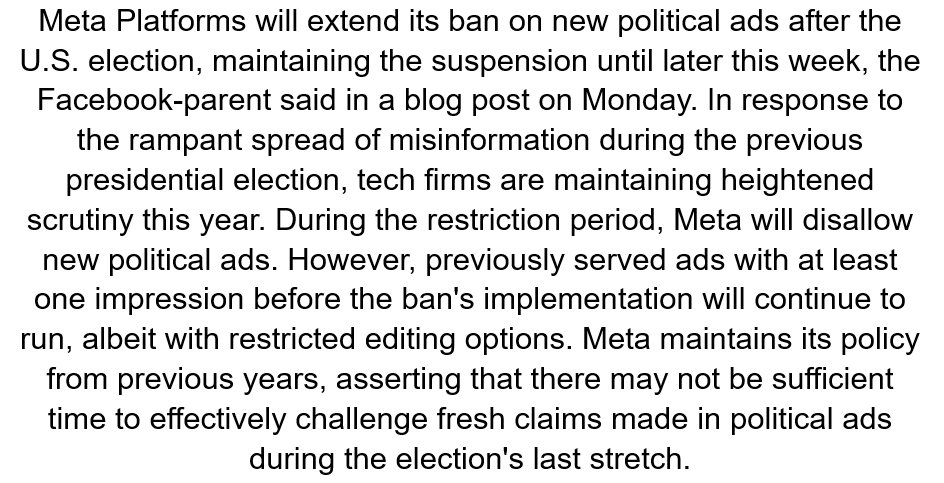 Meta Platforms will extend its ban on new political ads after the
U.S. election, maintaining the suspension until later this week, the
Facebook-parent said in a blog post on Monday. In response to
the rampant spread of misinformation during the previous
presidential election, tech firms are maintaining heightened
scrutiny this year. During the restriction period, Meta will disallow
new political ads. However, previously served ads with at least
one impression before the ban's implementation will continue to
run, albeit with restricted editing options. Meta maintains its policy
from previous years, asserting that there may not be sufficient
time to effectively challenge fresh claims made in political ads
during the election's last stretch.